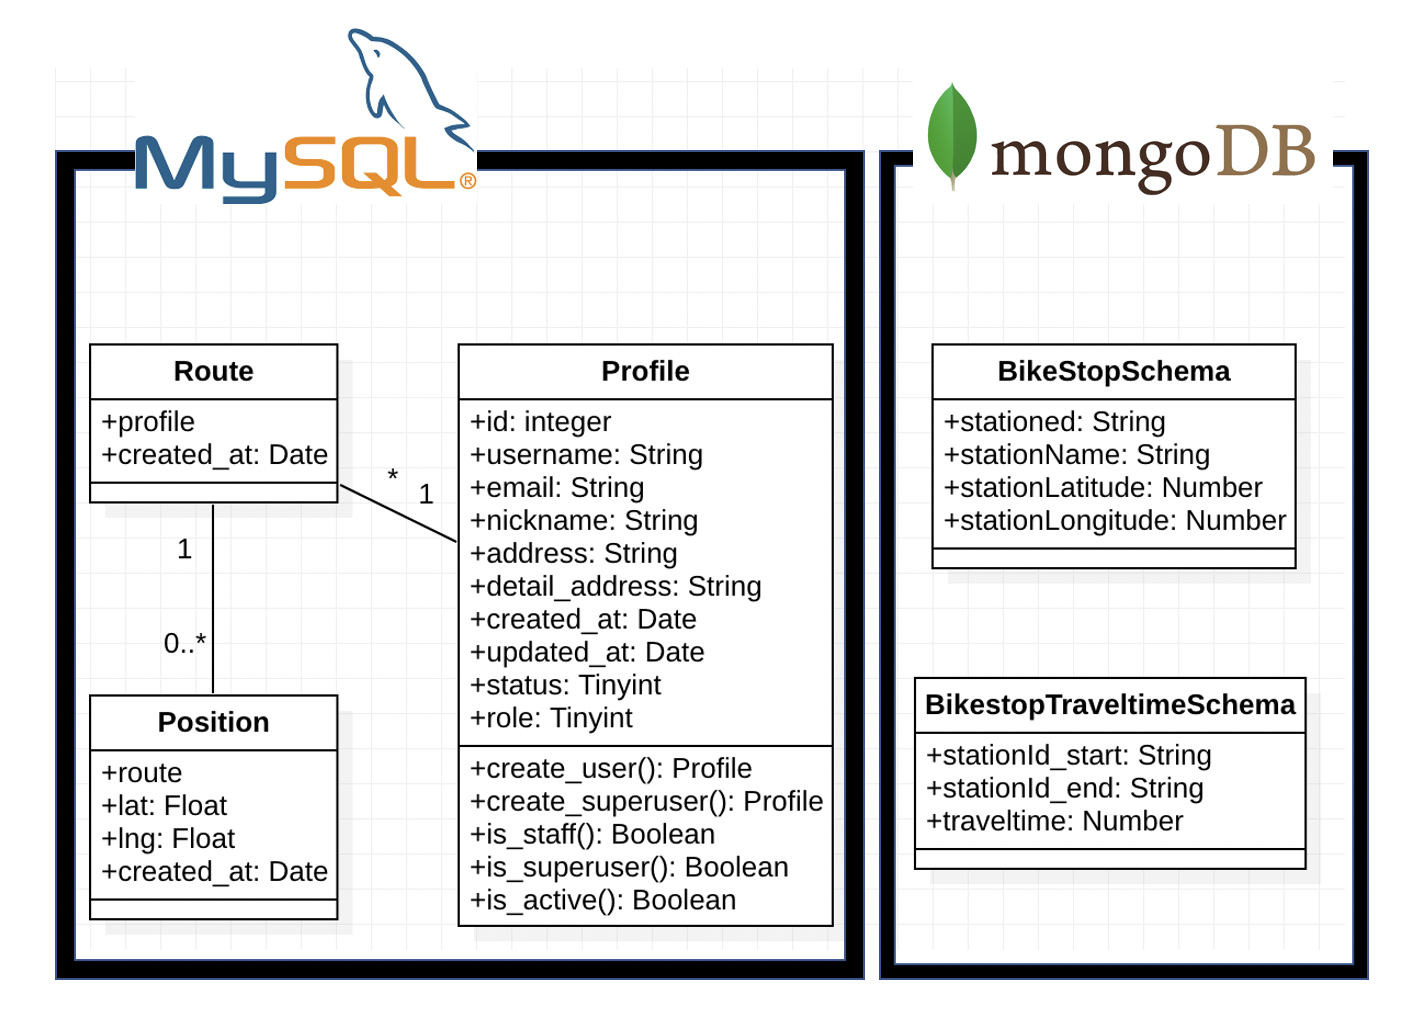 MySQL®
Route
+profile
+created_at: Date
*
1
1
0..*
Position
+route
+lat: Float
+lng: Float
+created_at: Date
Profile
+id: integer
+username: String
+email: String
+nickname: String
+address: String
+detail_address: String
+created_at: Date
+updated_at: Date
+status: Tinyint
+role: Tinyint
+create_user(): Profile
+create_superuser(): Profile
+is_staff(): Boolean
+is_superuser(): Boolean
+is_active(): Boolean
mongoDB
BikeStopSchema
+stationed: String
+stationName: String
+stationLatitude: Number
+stationLongitude: Number
BikestopTraveltimeSchema
+stationId_start: String
+stationId_end: String
+traveltime: Number